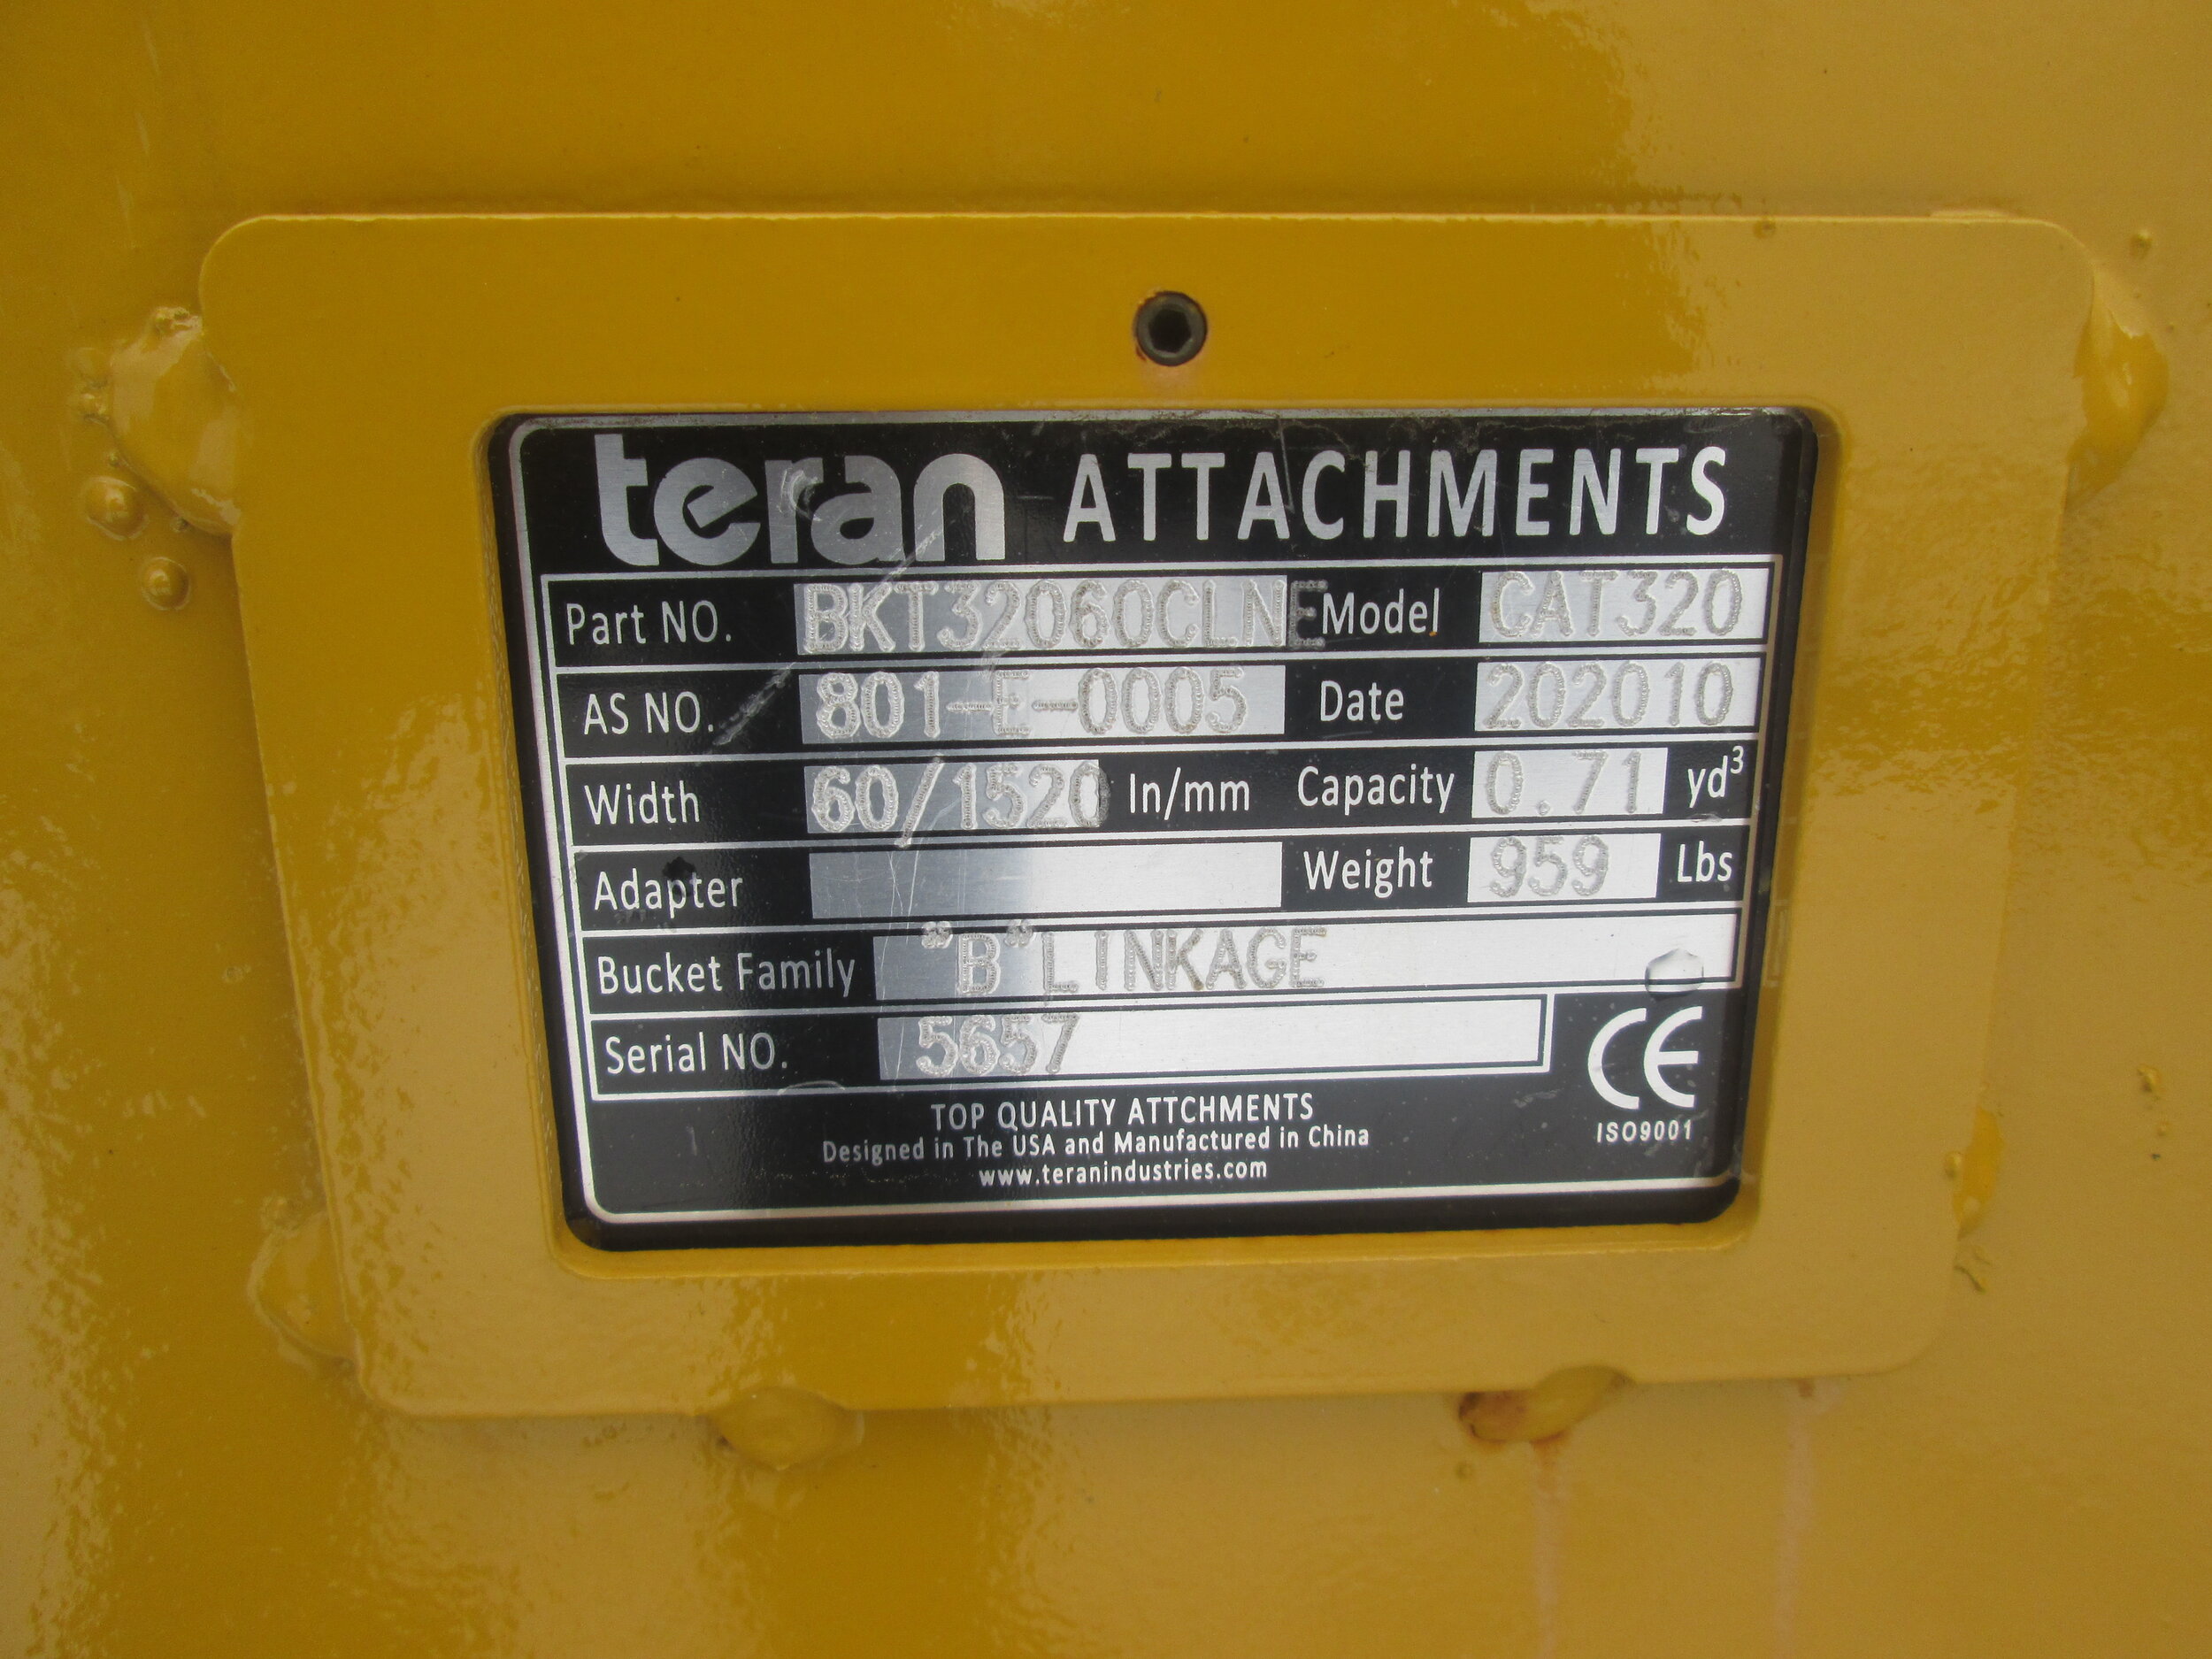 teran ATTACHMENTS
Part NO. BKT32060CLNE Model CAT320
AS NO. 801-E-0005 Date 202010
Width 60/1520 In/mm Capacity 0.71 yd³
Adapter Weight 959 Lbs
Bucket Family "B"LINKAGE
Serial NO. 5657
CE
ISO9001
TOP QUALITY ATTCHMENTS
Designed in The USA and Manufactured in China
www.teranindustries.com